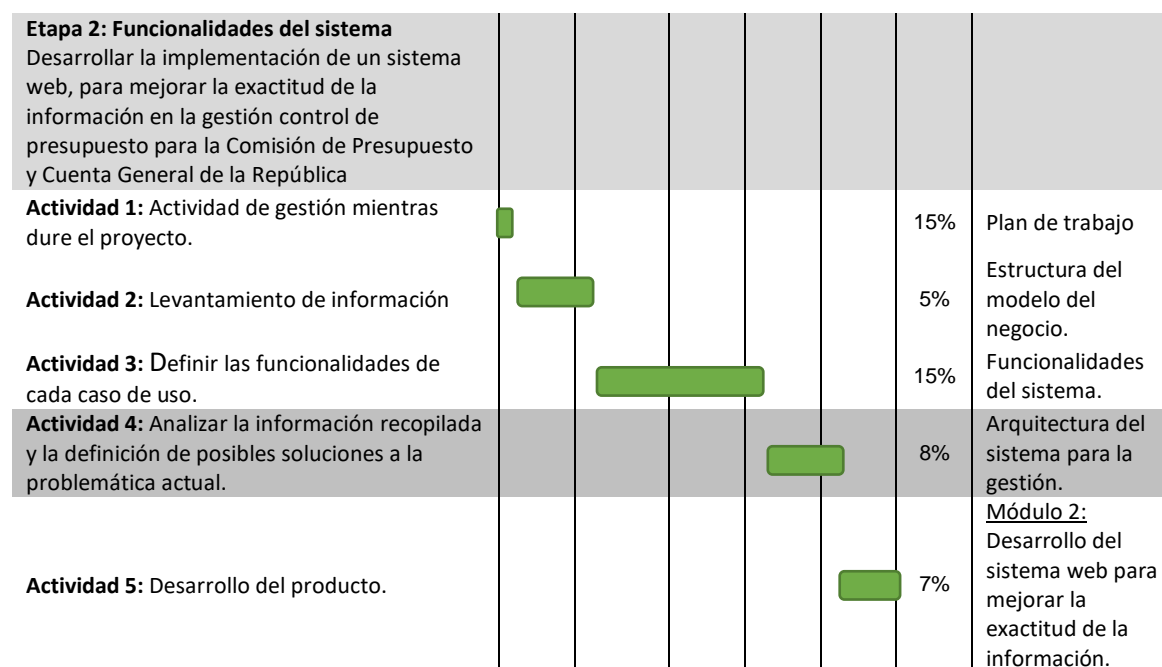 Etapa 2: Funcionalidades del sistema
Desarrollar la implementación de un sistema
web, para mejorar la exactitud de la
información en la gestión control de
presupuesto para la Comisión de Presupuesto
y Cuenta General de la República
Actividad 1: Actividad de gestión mientras
dure el proyecto.
15%
Plan de trabajo
Actividad 2: Levantamiento de información
5%
Estructura del
modelo del
negocio.
Actividad 3: Definir las funcionalidades de
cada caso de uso.
15%
Funcionalidades
del sistema.
Actividad 4: Analizar la información recopilada
y la definición de posibles soluciones a la
problemática actual.
8%
Arquitectura del
sistema para la
gestión.
Actividad 5: Desarrollo del producto.
7%
Módulo 2:
Desarrollo del
sistema web para
mejorar la
exactitud de la
información.